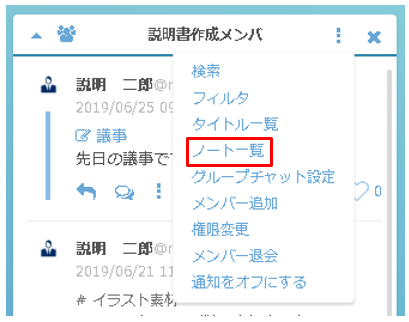 説明書作成メンバ
検索
フィルタ
タイトル一覧
ノート一覧
グループチャット設定
メンバー追加
権限変更
メンバー退会
通知をオフにする
説明 二郎@
2019/06/25
議事
先日の議事で
0
説明 二郎@
2019/06/21 11
# イラスト素材